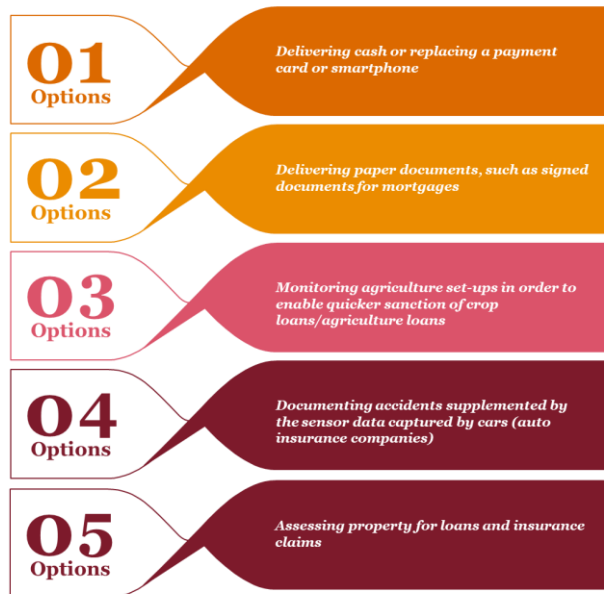 01
Options
Delivering cash or replacing a payment
card or smartphone
02
Options
Delivering paper documents, such as signed
documents for mortgages
03
Options
Monitoring agriculture set-ups in order to
enable quicker sanction of crop
loans/agriculture loans
04
Options
Documenting accidents supplemented by
the sensor data captured by cars (auto
insurance companies)
05
Options
Assessing property for loans and insurance
claims